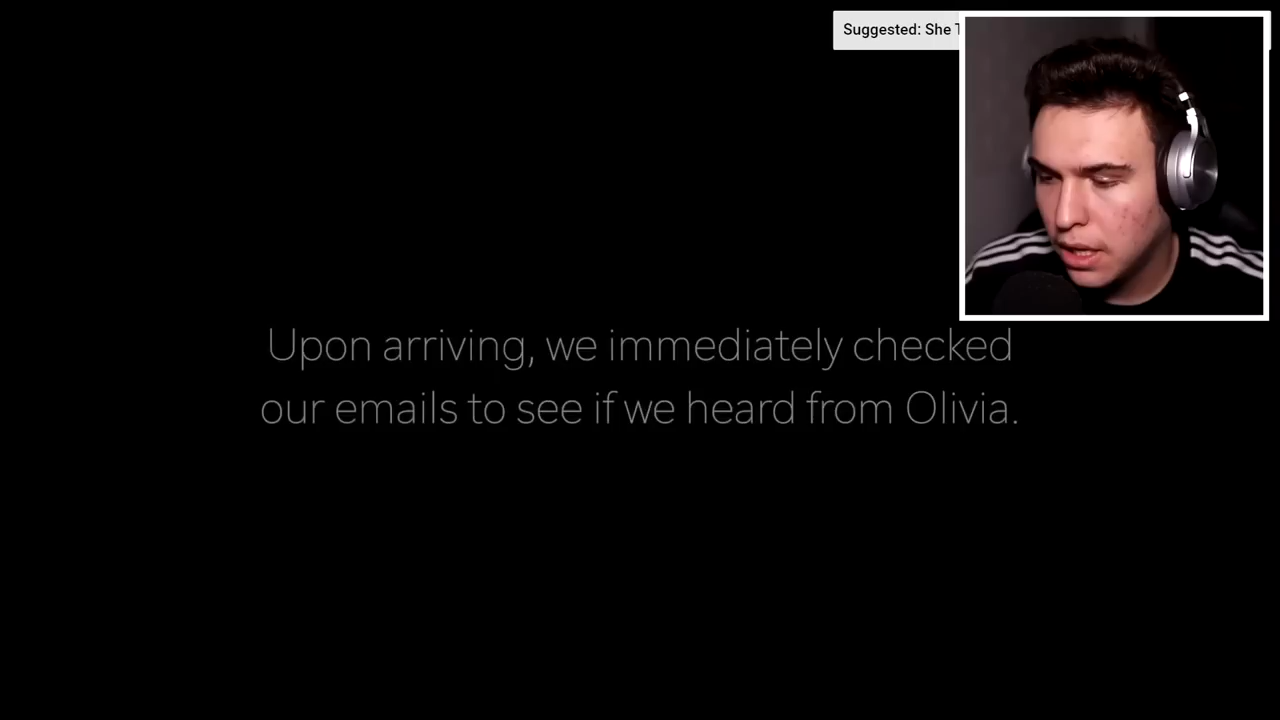 Suggested: She
Upon arriving, we immediately checked
our emails to see if we heard from Olivia.